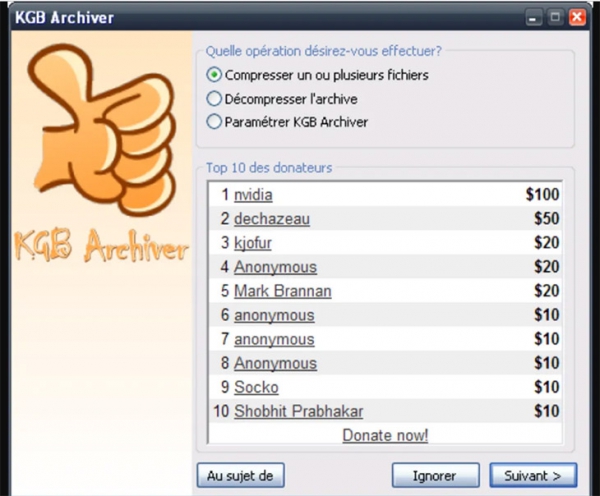 KGB Archiver
Quelle opération désirez-vous effectuer?
Compresser un ou plusieurs fichiers
Décompresser l'archive
Paramétrer KGB Archiver
KGB Archiver
Top 10 des donateurs
1 nvidia $100
2 dechazeau $50
3 kjofur $20
4 Anonymous $20
5 Mark Brannan $20
6 anonymous $10
7 anonymous $10
8 Anonymous $10
9 Socko $10
10 Shobhit Prabhakar $10
Donate now!
Au sujet de
Ignorer
Suivant >